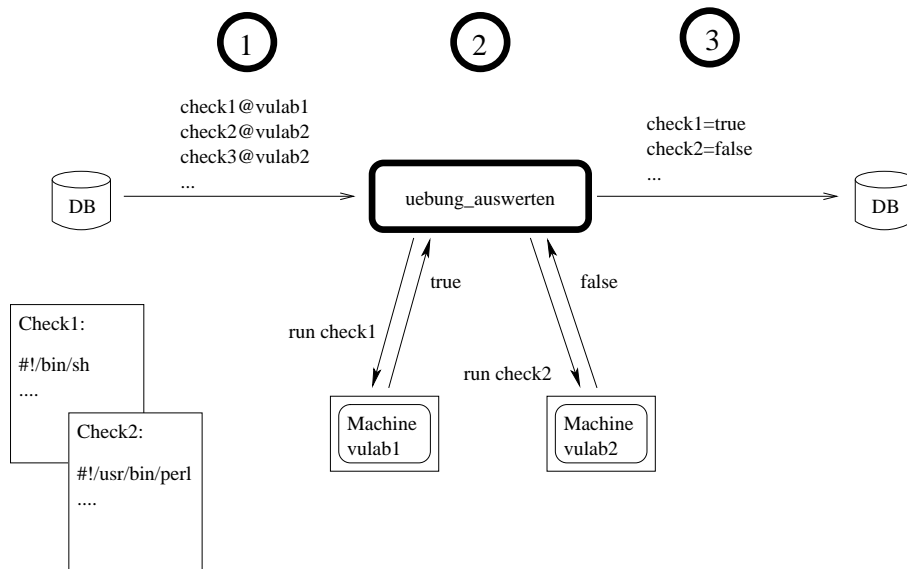 1
2
3
check1@vulab1
check2@vulab2
check3@vulab2
...
check1=true
check2=false
...
DB
uebung_auswerten
DB
true
false
run check1
run check2
Check1:
#!/bin/sh
....
Check2:
#!/usr/bin/perl
....
Machine
vulab1
Machine
vulab2